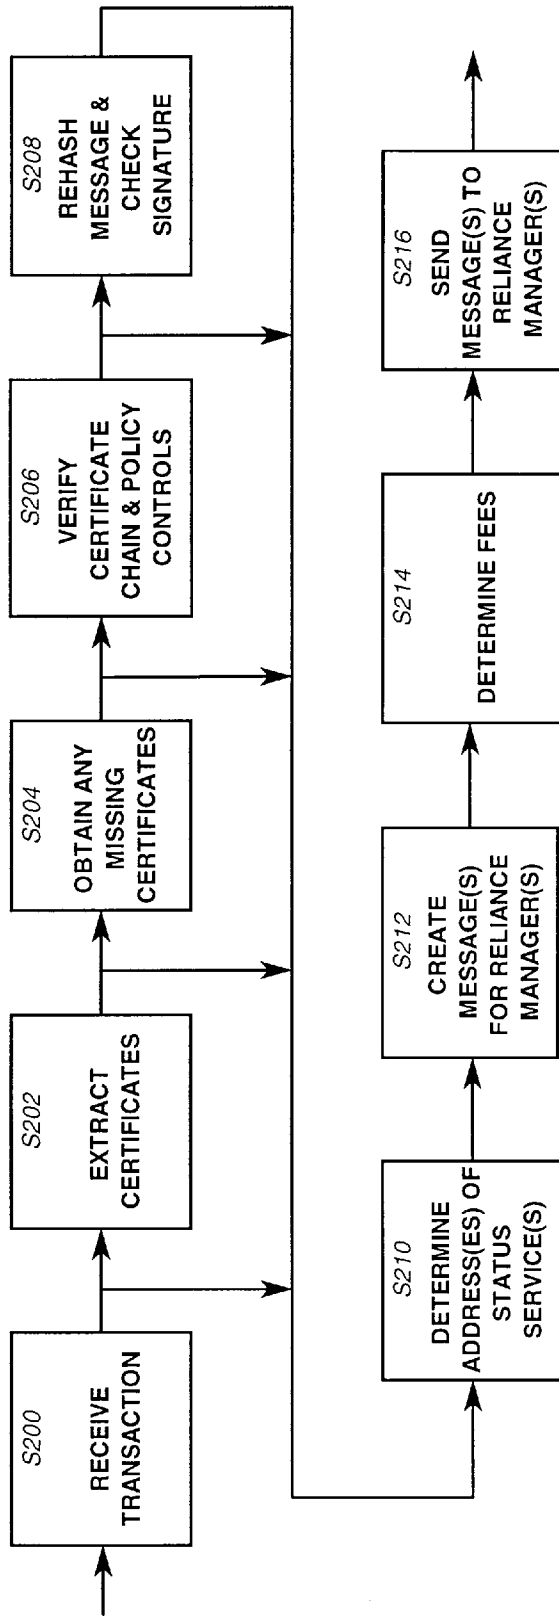 S200
RECEIVE
TRANSACTION
S202
EXTRACT
CERTIFICATES
S204
OBTAIN ANY
MISSING
CERTIFICATES
S206
VERIFY
CERTIFICATE
CHAIN & POLICY
CONTROLS
S208
REHASH
MESSAGE &
CHECK
SIGNATURE
S210
DETERMINE
ADDRESS(ES) OF
STATUS
SERVICE(S)
S212
CREATE
MESSAGE(S)
FOR RELIANCE
MANAGER(S)
S214
DETERMINE FEES
S216
SEND
MESSAGE(S) TO
RELIANCE
MANAGER(S)